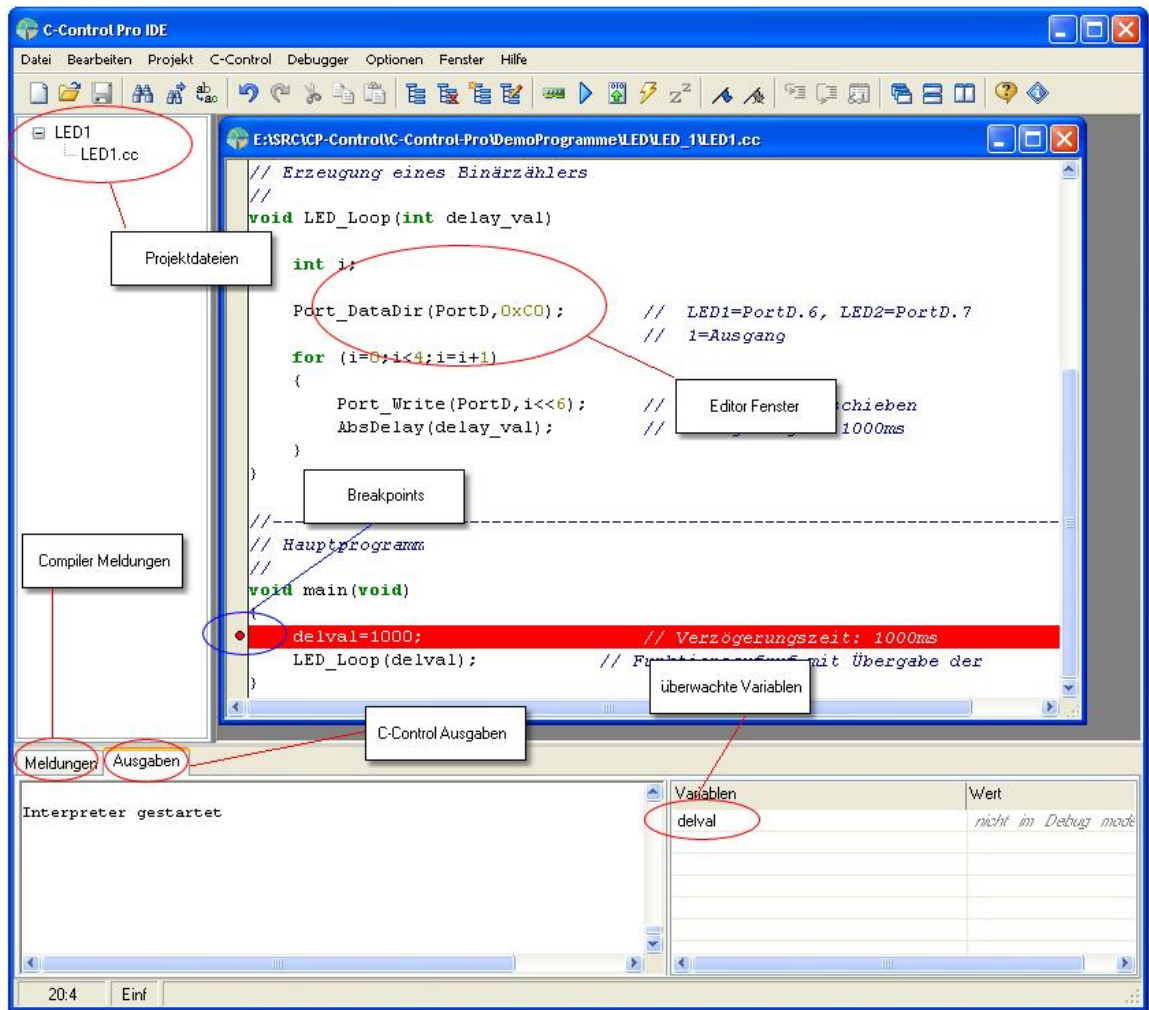 C-Control Pro IDE
Datei Bearbeiten Projekt C-Control Debugger Optionen Fenster Hilfe
LED1
LED1.cc
Projektdateien
E:\SRC\CP-Control\C-Control-Pro\DemoProgramme\LED\LED_1\LED1.cc
// Erzeugung eines Binärzählers
//
void LED_Loop(int delay_val)
int i;
Port_DataDir(PortD,0xC0); // LED1=PortD.6, LED2=PortD.7
// 1=Ausgang
for (i=0;i<4;i=i+1)
{
Port_Write(PortD,i<<6); // chieben
Editor Fenster
AbsDelay(delay_val); // 1000ms
}
}
Breakpoints
//
// Hauptprogramm
//
Compiler Meldungen
void main(void)
{
delval=1000; // Verzögerungszeit: 1000ms
LED_Loop(delval); // mit Übergabe der
}
überwachte Variablen
C-Control Ausgaben
Meldungen Ausgaben
Interpreter gestartet
Variablen Wert
delval nicht im Debug mode
20:4 Einf